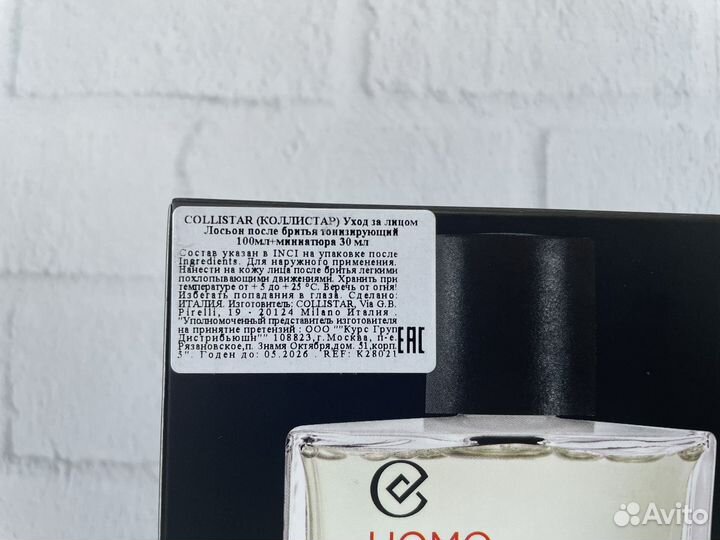 COLLISTAR (КОЛЛИСТАР) Уход за лицом
Лосьон после бритья тонизирующий
100мл+миниатюра 30 мл
Состав указан в INCI на упаковке после
Ingredients. Для наружного применения.
Нанести на кожу лица после бритья легкими
похлопывающими движениями. Хранить при
температуре от + 5 до + 25 °C. Беречь от огня!
Избегать попадания в глаза. Сделано:
ИТАЛИЯ. Изготовитель: COLLISTAR, Via G.B.
Pirelli, 19 - 20124 Milano Италия .
"Уполномоченный представитель изготовителя
на принятие претензий : ООО ""Курс Груп
Дистрибьюшн"" 108823,г.Москва, п-е.
Рязановское,п. Знамя Октября,дом. 31,корп.
3". Годен до: 05.2026 . REF: K28021
EAC
UOMO
Avito